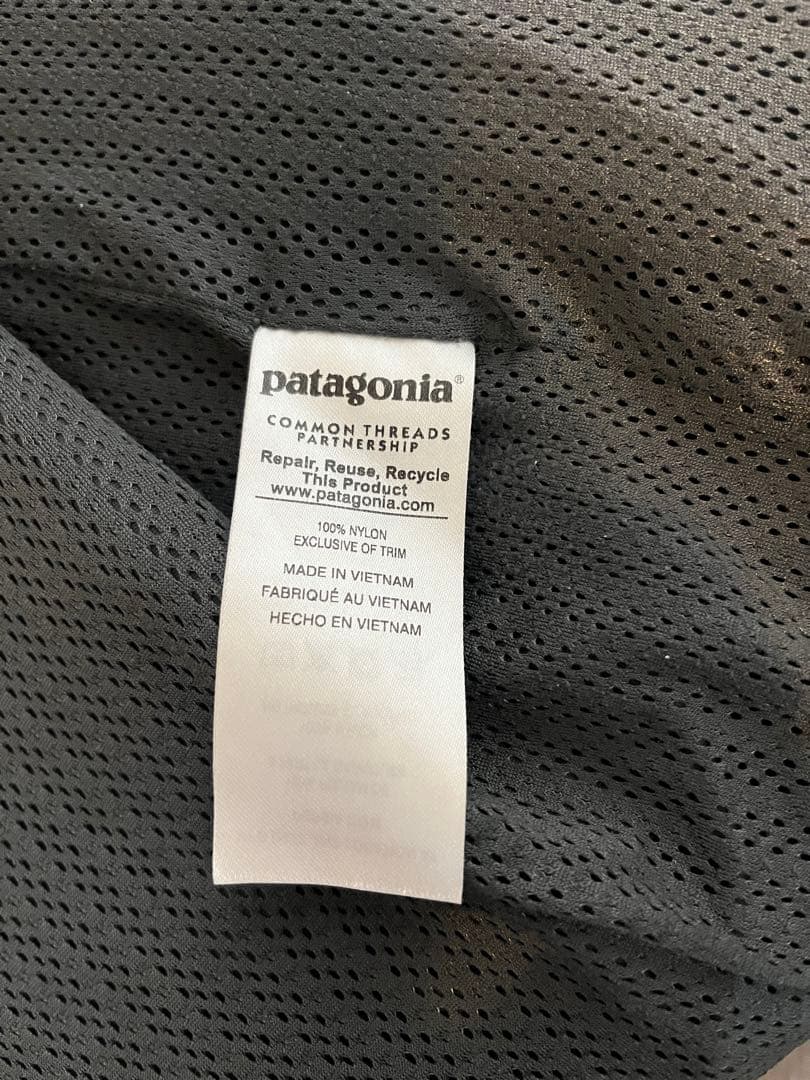 patagonia®
COMMON THREADS
PARTNERSHIP
Repair, Reuse, Recycle
This Product
www.patagonia.com
100% NYLON
EXCLUSIVE OF TRIM
MADE IN VIETNAM
FABRIQUÉ AU VIETNAM
HECHO EN VIETNAM